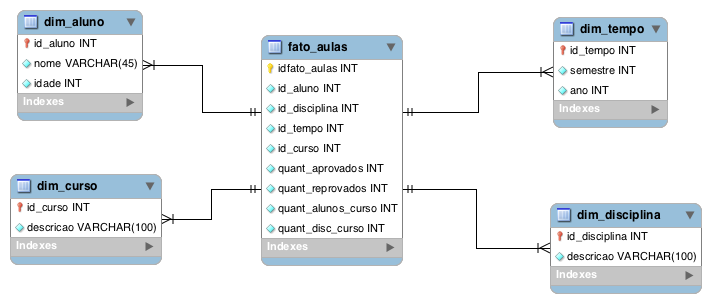 dim_aluno
id_aluno INT
nome VARCHAR(45)
idade INT
Indexes
fato_aulas
idfato_aulas INT
id_aluno INT
id_disciplina INT
id_tempo INT
id_curso INT
quant_aprovados INT
quant_reprovados INT
quant_alunos_curso INT
quant_disc_curso INT
Indexes
dim_tempo
id_tempo INT
semestre INT
ano INT
Indexes
dim_curso
id_curso INT
descricao VARCHAR(100)
Indexes
dim_disciplina
id_disciplina INT
descricao VARCHAR(100)
Indexes